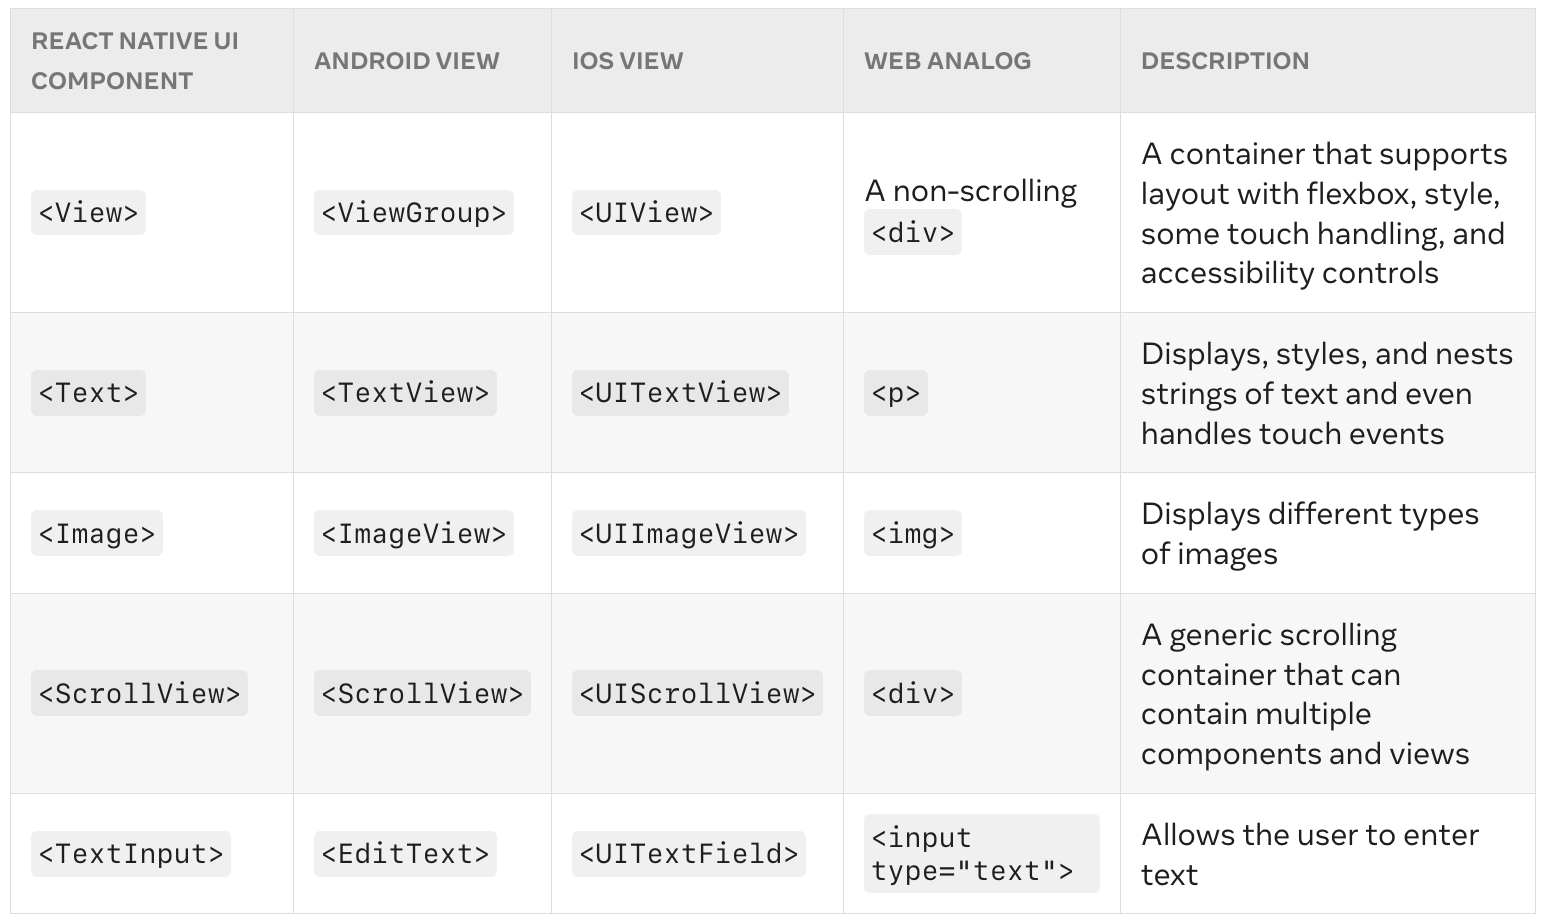 REACT NATIVE UI
COMPONENT
ANDROID VIEW
IOS VIEW
WEB ANALOG
DESCRIPTION
<View>
<ViewGroup>
<UIView>
A non-scrolling
<div>
A container that supports
layout with flexbox, style,
some touch handling, and
accessibility controls
<Text>
<TextView>
<UITextView>
<p>
Displays, styles, and nests
strings of text and even
handles touch events
<Image>
<ImageView>
<UIImageView>
<img>
Displays different types
of images
<ScrollView>
<ScrollView>
<UIScrollView>
<div>
A generic scrolling
container that can
contain multiple
components and views
<TextInput>
<EditText>
<UITextField>
<input
type="text">
Allows the user to enter
text